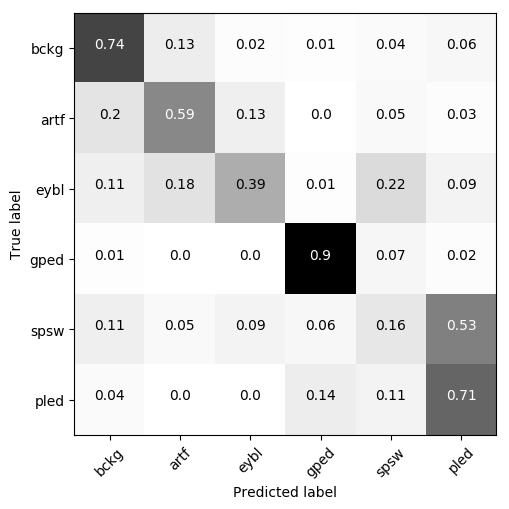 bckg 0.74 0.13 0.02 0.01 0.04 0.06
artf 0.2 0.59 0.13 0.0 0.05 0.03
eybl 0.11 0.18 0.39 0.01 0.22 0.09
gped 0.01 0.0 0.0 0.9 0.07 0.02
spsw 0.11 0.05 0.09 0.06 0.16 0.53
pled 0.04 0.0 0.0 0.14 0.11 0.71
True label
bckg artf eybl gped spsw pled
Predicted label